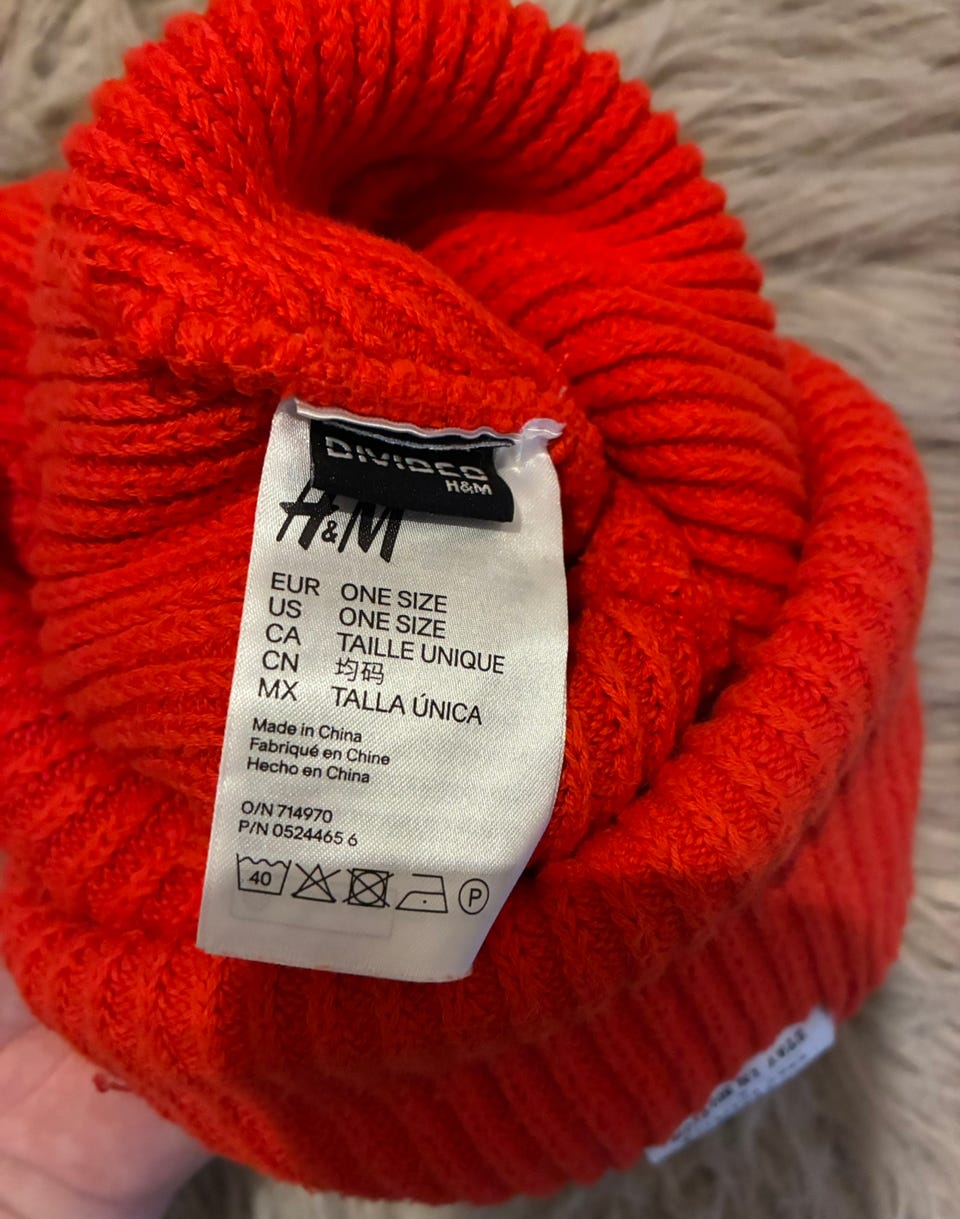 DIVIDED
H&M
H&M
EUR ONE SIZE
US ONE SIZE
CA TAILLE UNIQUE
CN 均码
MX TALLA ÚNICA
Made in China
Fabriqué en Chine
Hecho en China
O/N 714970
P/N 0524465 6
40
P